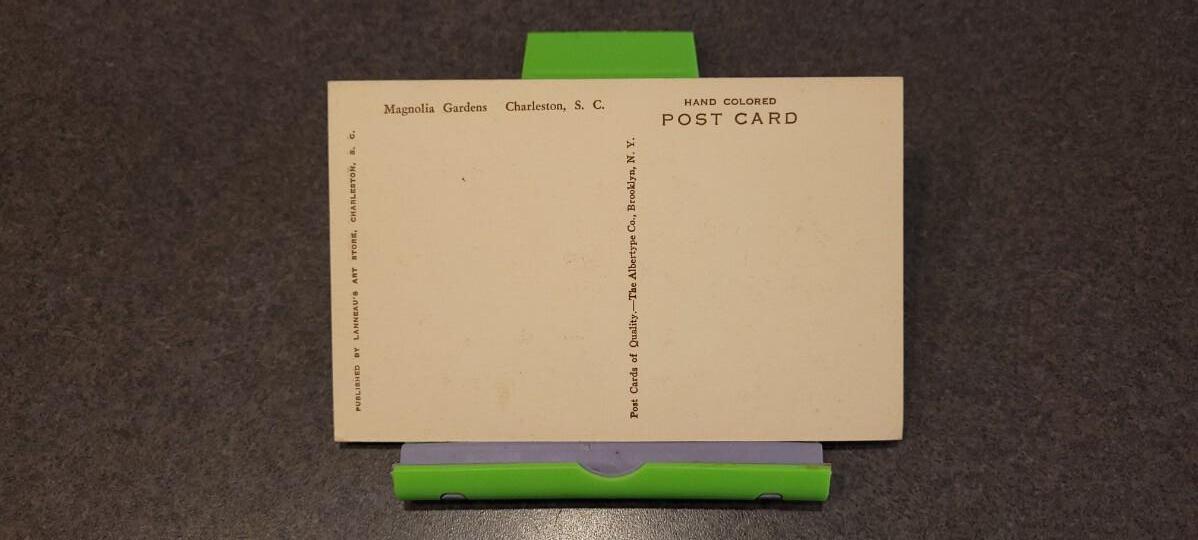 Magnolia Gardens Charleston, S. C.
HAND COLORED
POST CARD
PUBLISHED BY LANNEAU'S ART STORE, CHARLESTON, S. C.
Post Cards of Quality.—The Albertype Co., Brooklyn, N. Y.